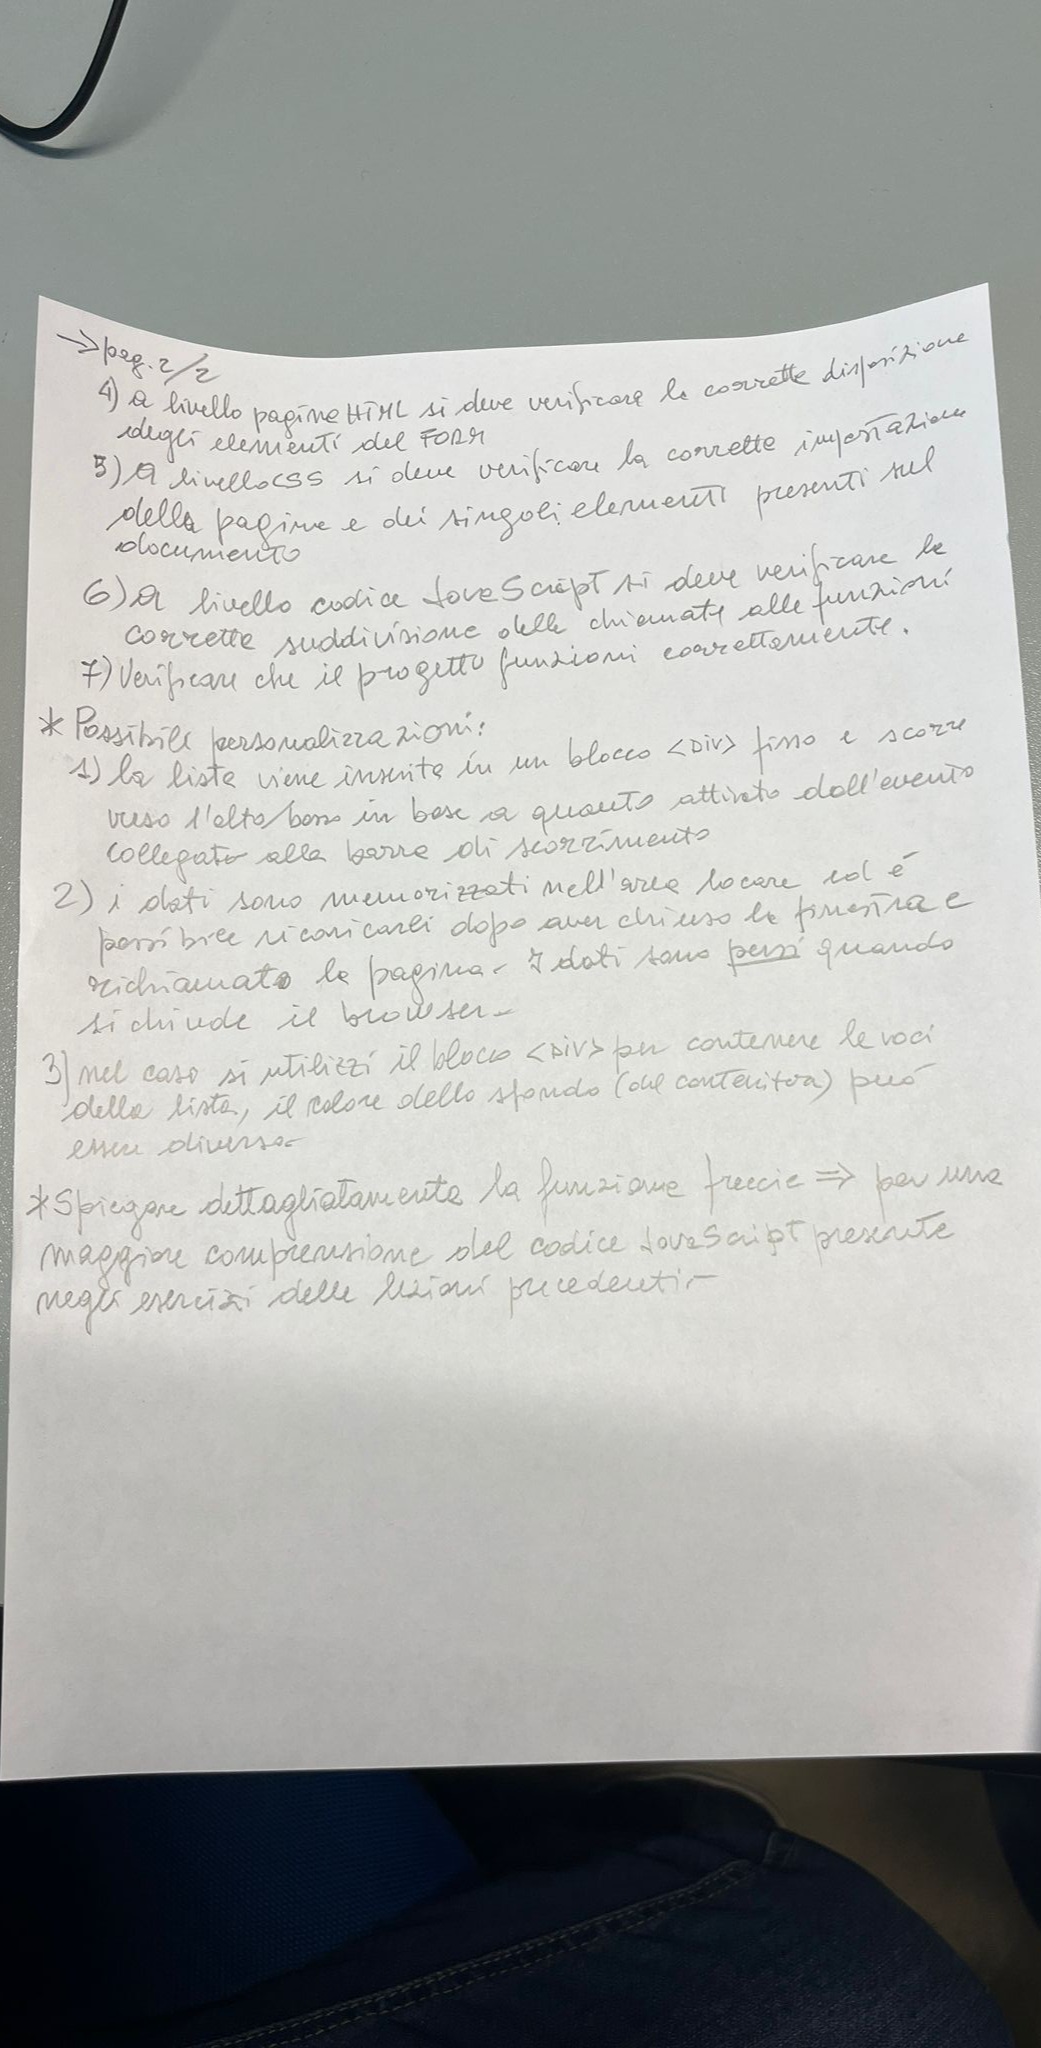 → pag. 2/2
4) a livello pagina HTML si deve verificare la corretta disposizione
degli elementi del FORM
5) A livello CSS si deve verificare la corretta impostazione
della pagina e dei singoli elementi presenti sul
documento
6) A livello codice JavaScript si deve verificare la
corretta suddivisione delle chiamate alle funzioni
7) Verificare che il progetto funzioni correttamente.
* Possibili personalizzazioni:
1) la lista viene inserita in un blocco <DIV> fisso e scorre
verso l'alto/basso in base a quanto attivato dall'evento
collegato alla barra di scorrimento
2) i dati sono memorizzati nell'area locare ed é
possibile ricaricarli dopo aver chiuso la finestra e
richiamato la pagina - I dati sono persi quando
si chiude il browser -
3) nel caso si utilizzi il blocco <DIV> per contenere le voci
della lista, il colore dello sfondo (del contenitore) puó
essere diverso -
* Spiegare dettagliatamente la funzione freccie => per una
maggiore comprensione del codice JavaScript presente
negli esercizi delle lezioni precedenti -